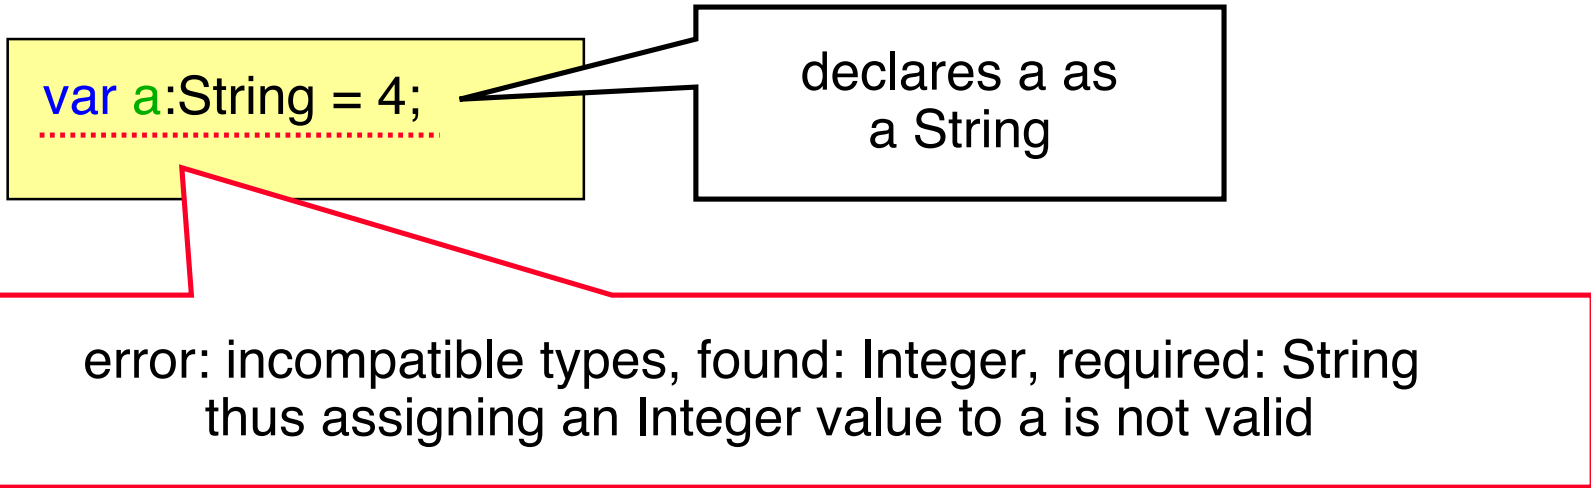 var a:String = 4;
declares a as
a String
error: incompatible types, found: Integer, required: String
thus assigning an Integer value to a is not valid